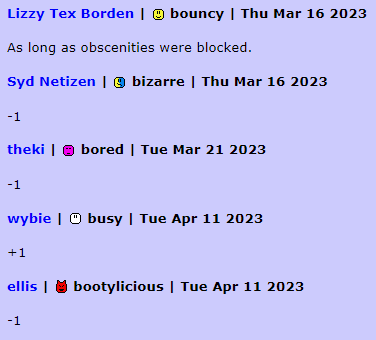 Lizzy Tex Borden | bouncy | Thu Mar 16 2023
As long as obscenities were blocked.
Syd Netizen | bizarre | Thu Mar 16 2023
-1
theki | bored | Tue Mar 21 2023
-1
wybie | busy | Tue Apr 11 2023
+1
ellis | bootylicious | Tue Apr 11 2023
-1